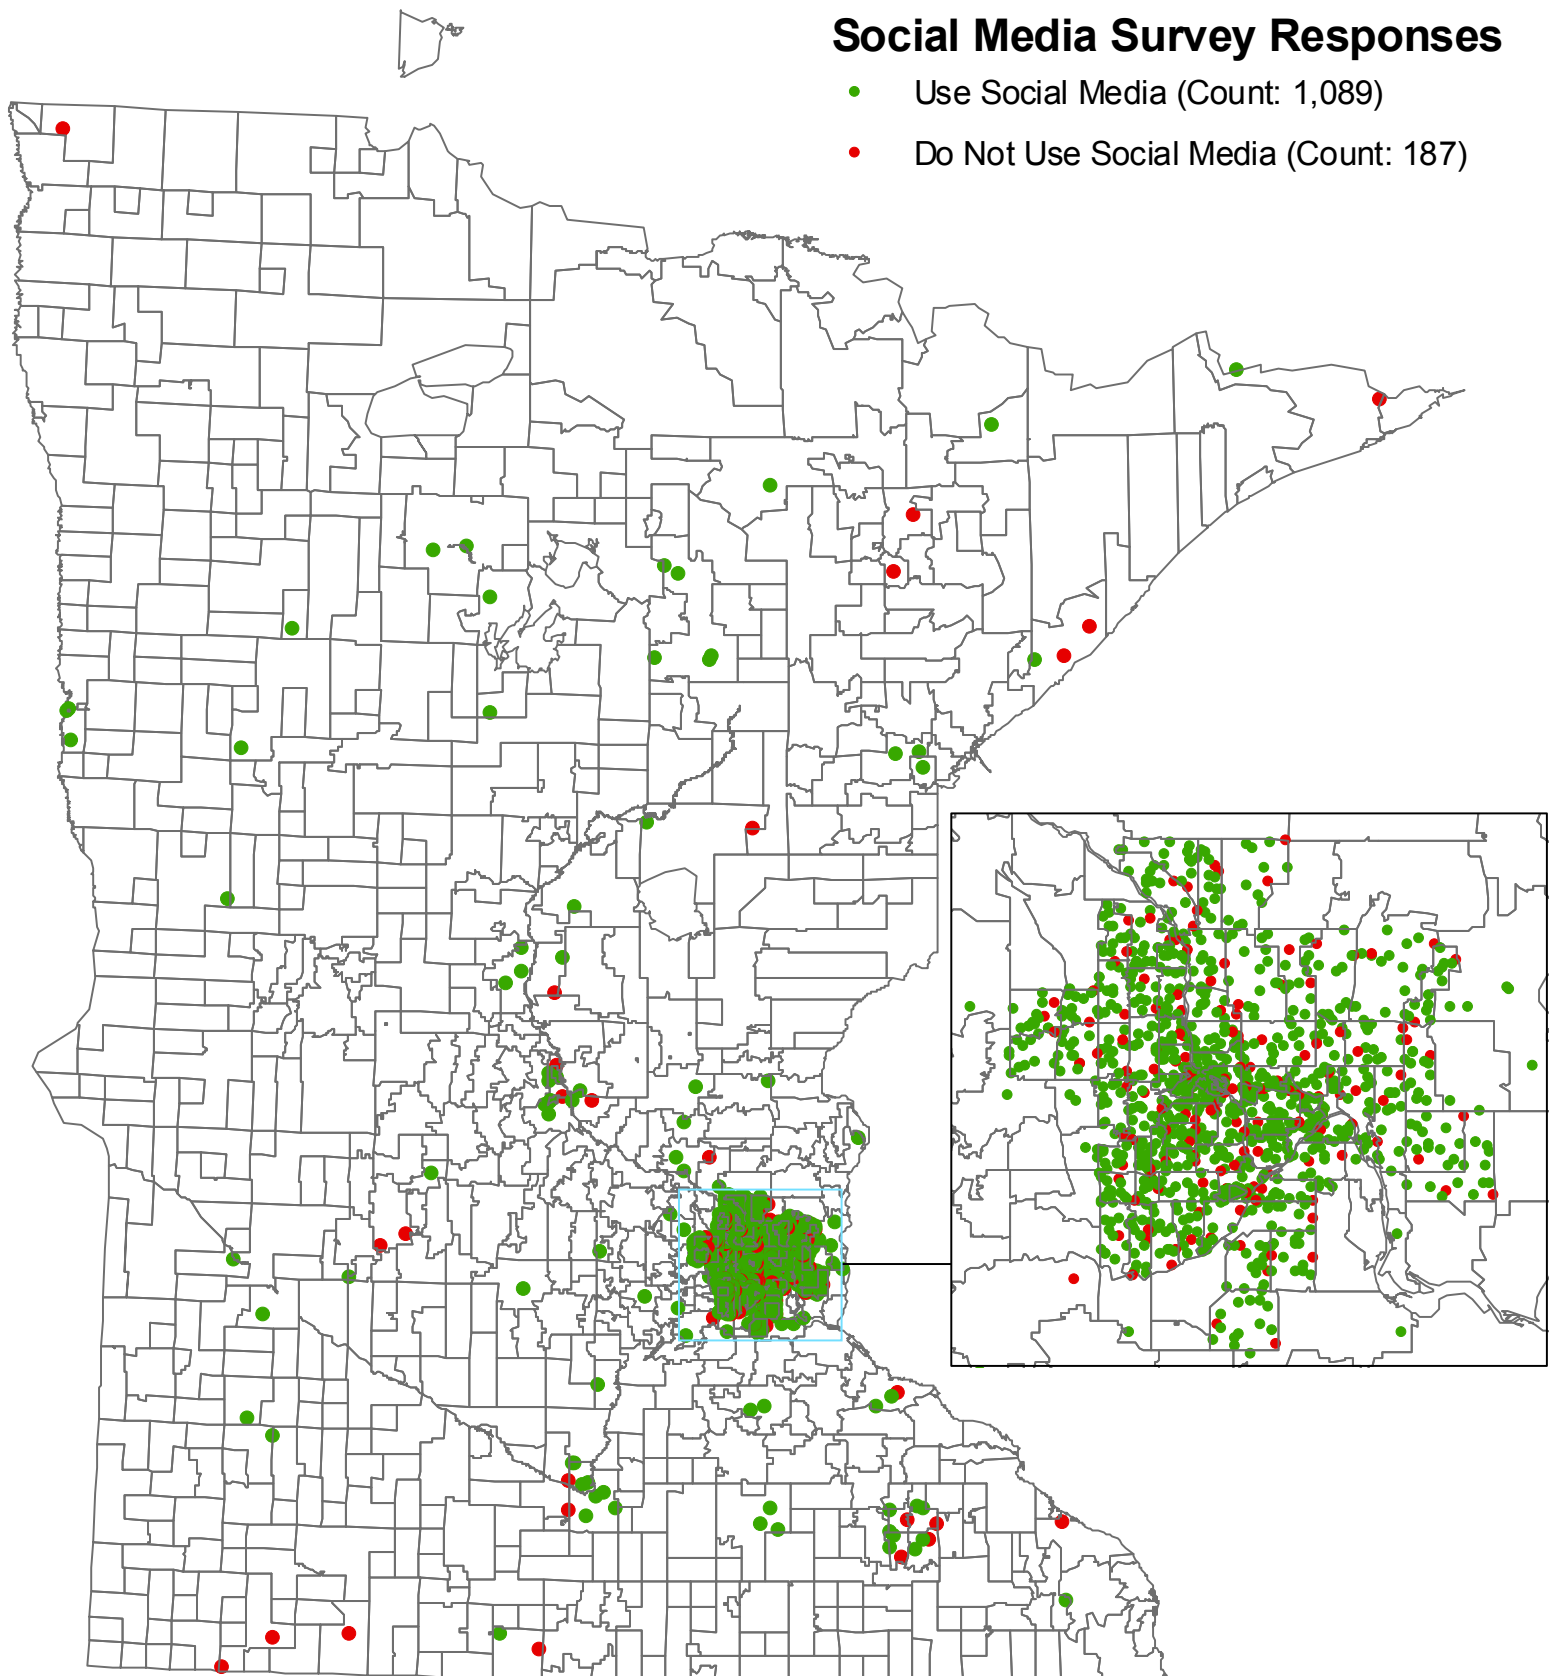 Social Media Survey Responses
Use Social Media (Count: 1,089)
Do Not Use Social Media (Count: 187)